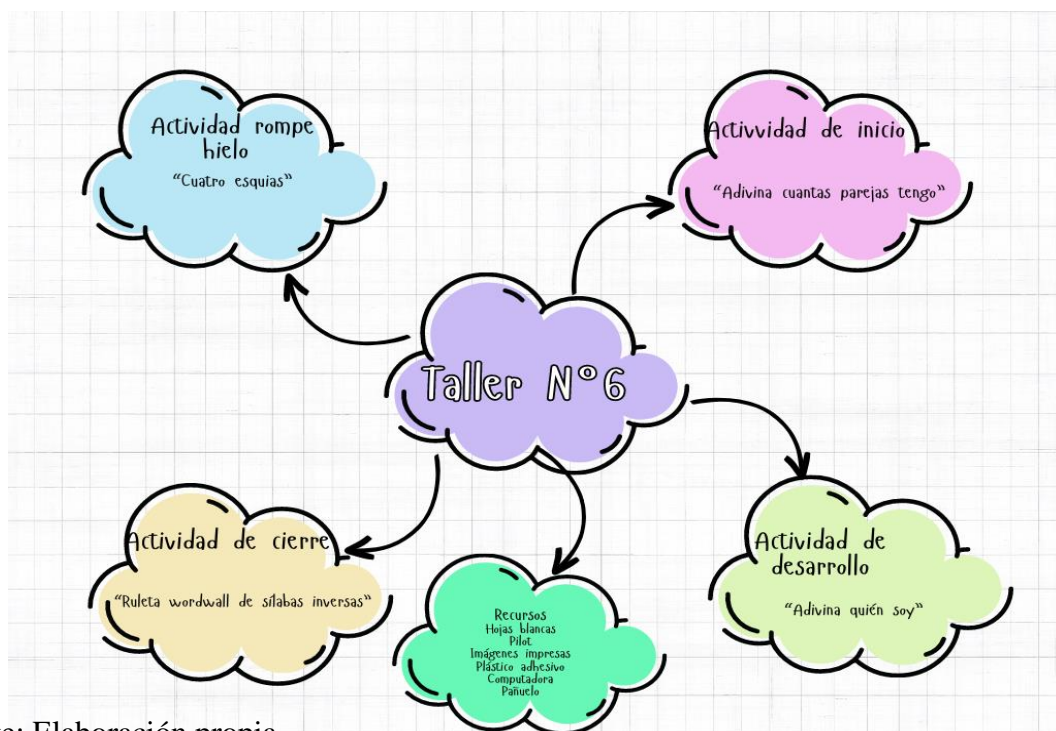 Actividad rompe
hielo
“Cuatro esquias”
Activvidad de inicio
“Adivina cuantas parejas tengo”
Taller N°6
Actividad de cierre
“Ruleta wordwall de sílabas inversas”
Recursos
Hojas blancas
Pilot
Imágenes impresas
Plástico adhesivo
Computadora
Pañuelo
Actividad de
desarrollo
“Adivina quién soy”
: Elaboración propia